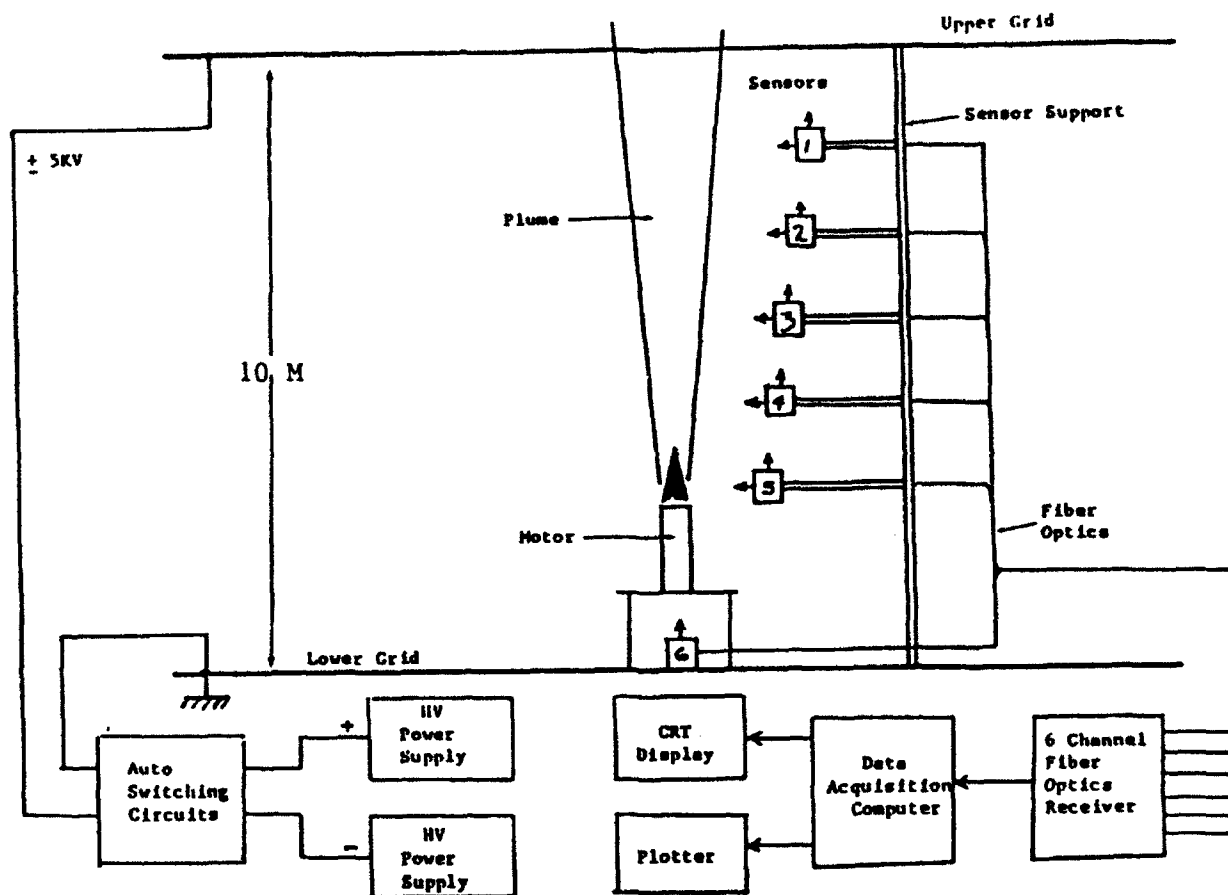 Upper Grid
Sensors
Sensor Support
± 5KV
1
2
Plume
3
10 M
4
5
Fiber
Optics
Motor
6
Lower Grid
+
HV
Power
Supply
CRT
Display
Auto
Switching
Circuits
Data
Acquisition
Computer
6 Channel
Fiber
Optics
Receiver
-
HV
Power
Supply
Plotter